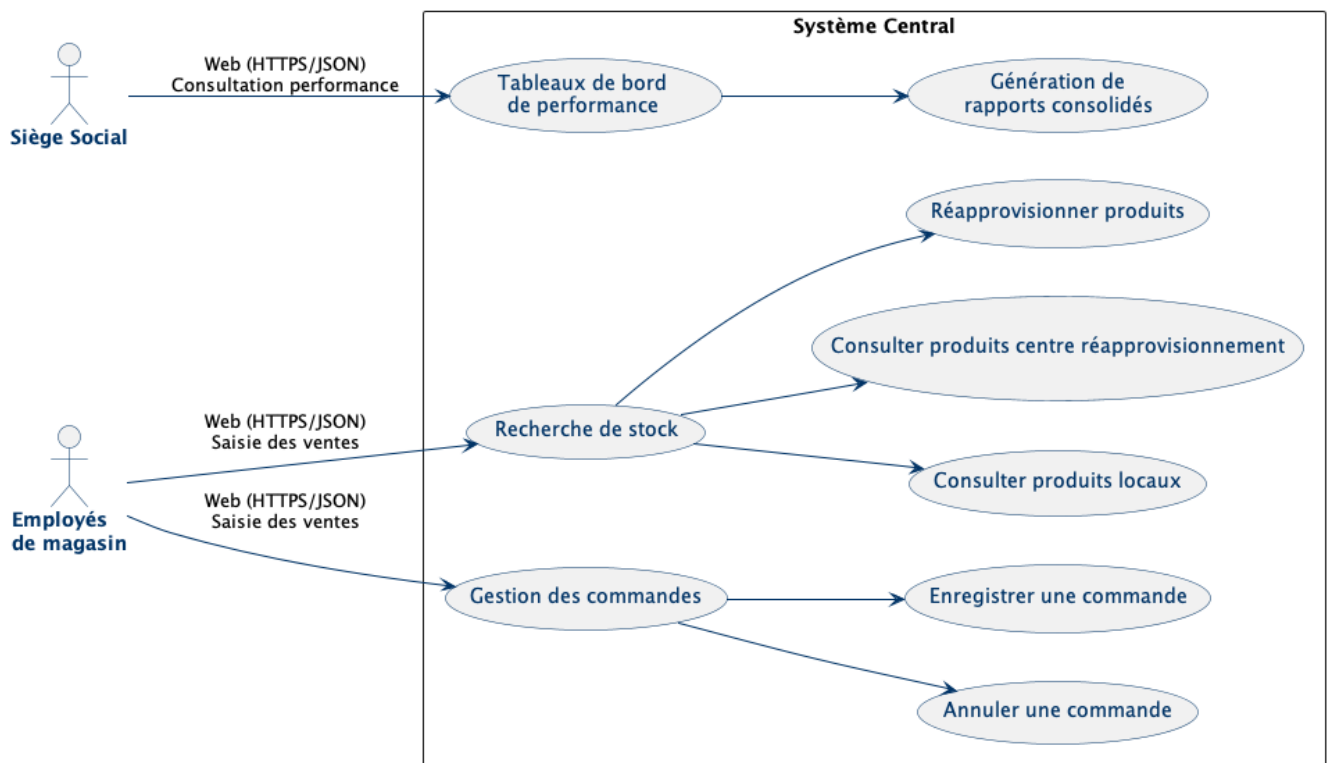 Système Central
Web (HTTPS/JSON)
Consultation performance
Siège Social
Tableaux de bord
de performance
Génération de
rapports consolidés
Réapprovisionner produits
Consulter produits centre réapprovisionnement
Web (HTTPS/JSON)
Saisie des ventes
Recherche de stock
Consulter produits locaux
Web (HTTPS/JSON)
Saisie des ventes
Employés
de magasin
Gestion des commandes
Enregistrer une commande
Annuler une commande